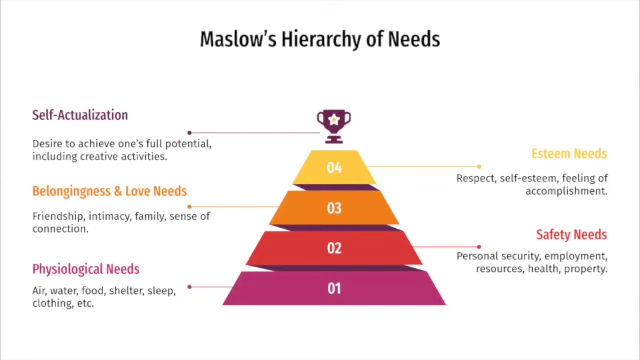 Maslow's Hierarchy of Needs
Self-Actualization
Desire to achieve one's full potential,
including creative activities.
04
Esteem Needs
Respect, self-esteem, feeling of
accomplishment.
Belongingness & Love Needs
Friendship, intimacy, family, sense of
connection.
03
02
Safety Needs
Personal security, employment,
resources, health, property.
Physiological Needs
Air, water, food, shelter, sleep,
clothing, etc.
01